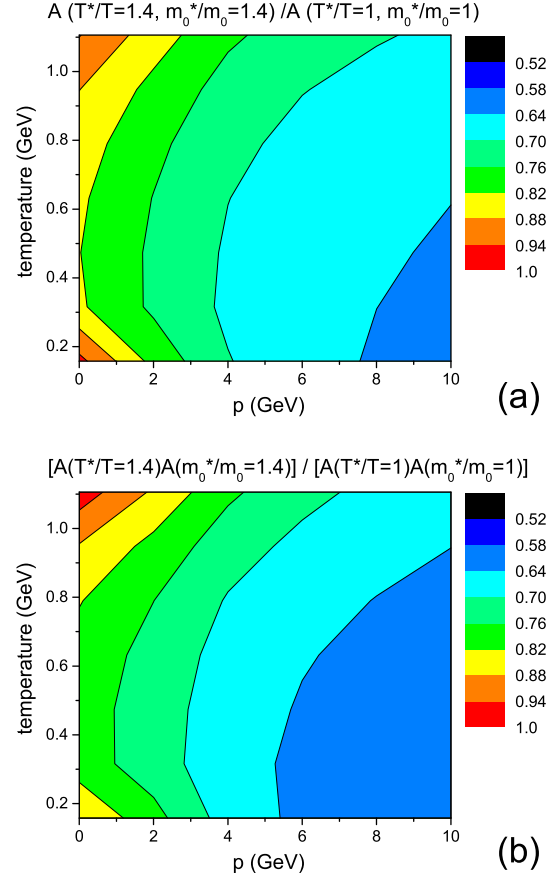 A (T*/T=1.4, m₀*/m₀=1.4) /A (T*/T=1, m₀*/m₀=1)
temperature (GeV)
1.0
0.8
0.6
0.4
0.2
0 2 4 6 8 10
p (GeV)
0.52
0.58
0.64
0.70
0.76
0.82
0.88
0.94
1.0
(a)
[A(T*/T=1.4)A(m₀*/m₀=1.4)] / [A(T*/T=1)A(m₀*/m₀=1)]
temperature (GeV)
1.0
0.8
0.6
0.4
0.2
0 2 4 6 8 10
p (GeV)
0.52
0.58
0.64
0.70
0.76
0.82
0.88
0.94
1.0
(b)